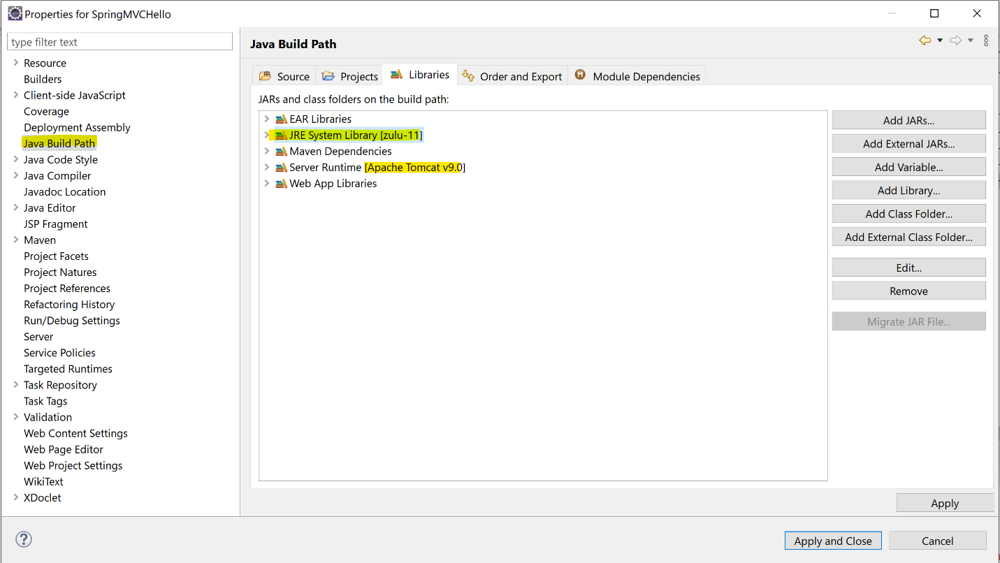 Properties for SpringMVCHello
type filter text
Resource
Builders
Client-side JavaScript
Coverage
Deployment Assembly
Java Build Path
Java Code Style
Java Compiler
Javadoc Location
Java Editor
JSP Fragment
Maven
Project Facets
Project Natures
Project References
Refactoring History
Run/Debug Settings
Server
Service Policies
Targeted Runtimes
Task Repository
Task Tags
Validation
Web Content Settings
Web Page Editor
Web Project Settings
WikiText
XDoclet
Java Build Path
Source Projects Libraries Order and Export M Module Dependencies
JARs and class folders on the build path:
EAR Libraries
JRE System Library [zulu-11]
Maven Dependencies
Server Runtime [Apache Tomcat v9.0]
Web App Libraries
Add JARs...
Add External JARs...
Add Variable...
Add Library...
Add Class Folder...
Add External Class Folder...
Edit...
Remove
Migrate JAR File...
Apply
?
Apply and Close Cancel